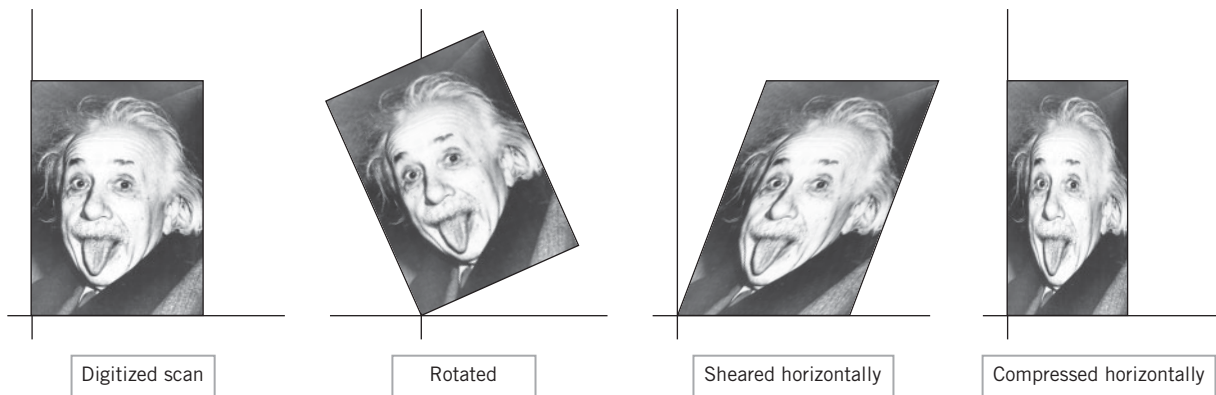 Digitized scan
Rotated
Sheared horizontally
Compressed horizontally